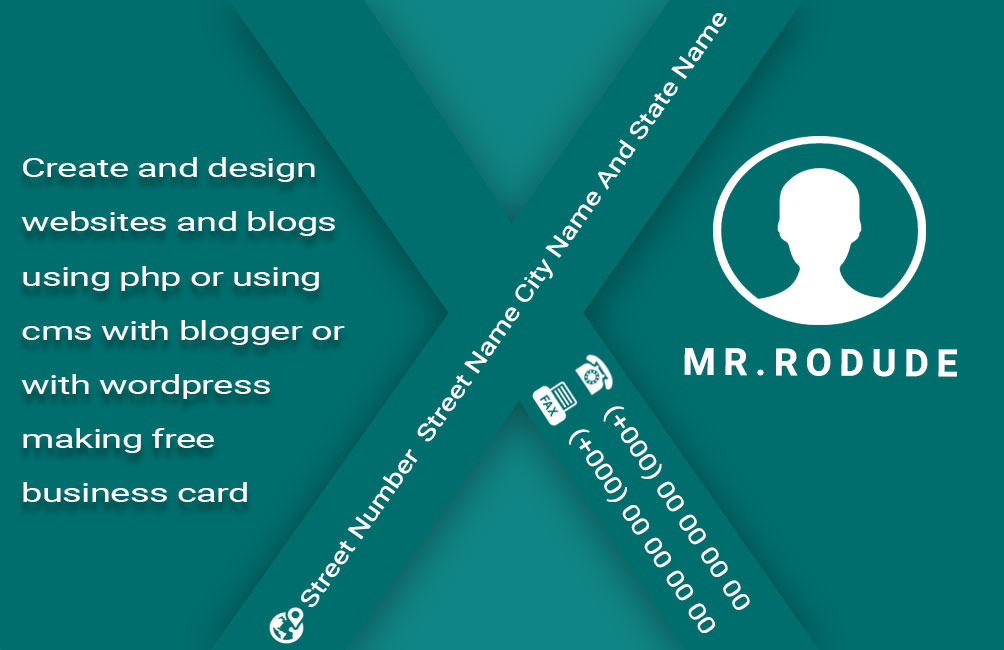 Create and design
websites and blogs
using php or using
cms with blogger or
with wordpress
making free
business card
Street Number  Street Name City Name And State Name
FAX
(+000) 00 00 00 00
(+000) 00 00 00 00
MR.RODUDE